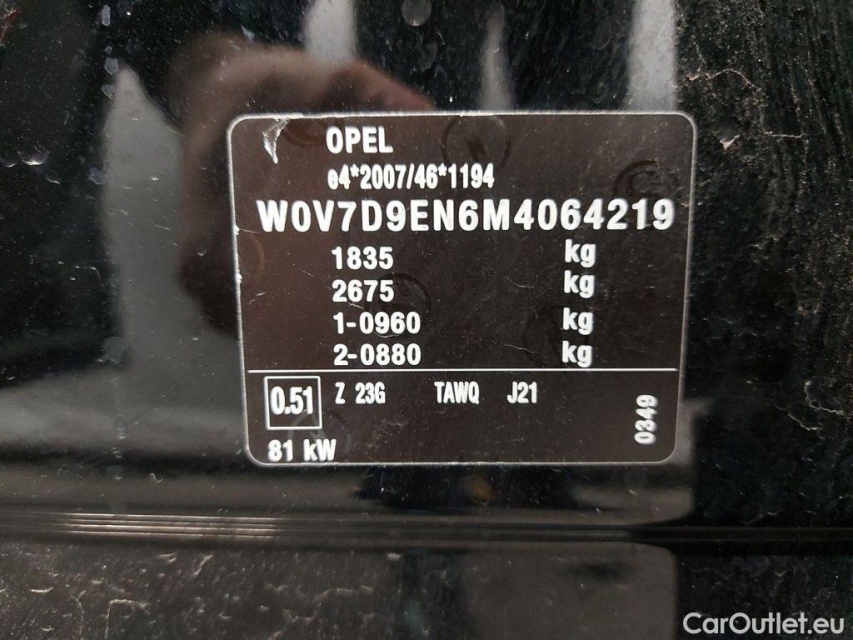 OPEL
e4*2007/46*1194
W0V7D9EN6M4064219
1835 kg
2675 kg
1-0960 kg
2-0880 kg
0.51 Z 23G TAWQ J21
81 kW
0349
CarOutlet.eu